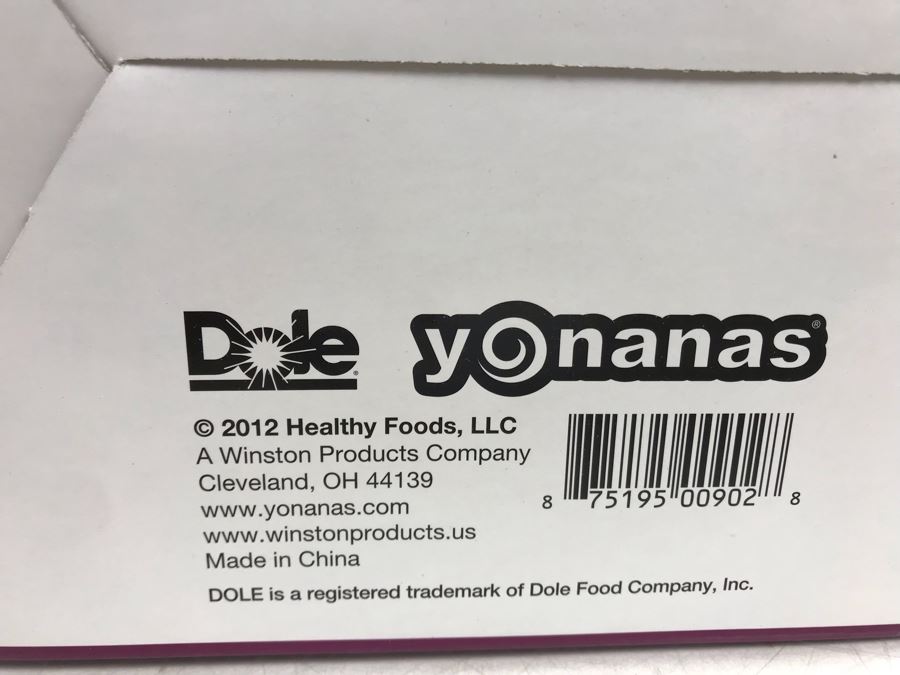 Dole®
yonanas®
© 2012 Healthy Foods, LLC
A Winston Products Company
Cleveland, OH 44139
www.yonanas.com
www.winstonproducts.us
Made in China
8 75195 00902 8
DOLE is a registered trademark of Dole Food Company, Inc.